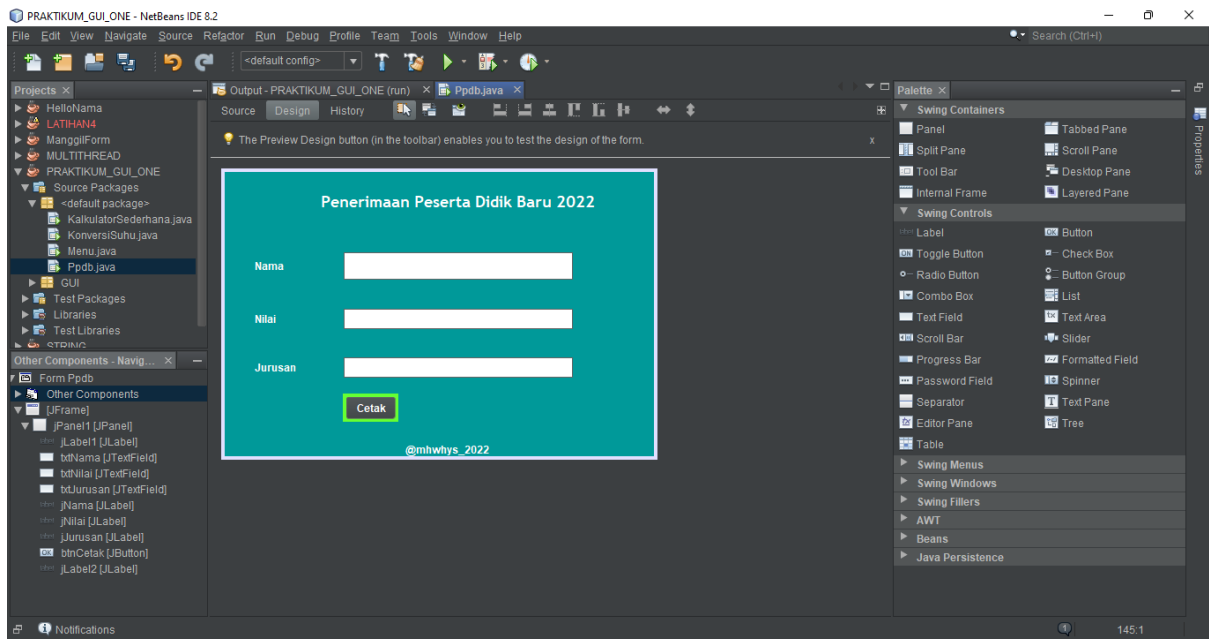 PRAKTIKUM_GUI_ONE - NetBeans IDE 8.2
File Edit View Navigate Source Refactor Run Debug Profile Team Tools Window Help
Search (Ctrl+I)
<default config>
Projects
HelloNama
LATIHAN4
ManggilForm
MULTITHREAD
PRAKTIKUM_GUI_ONE
Source Packages
<default package>
KalkulatorSederhana.java
KonversiSuhu.java
Menu.java
Ppdb.java
GUI
Test Packages
Libraries
Test Libraries
STRING
Other Components - Navig...
Form Ppdb
Other Components
[JFrame]
jPanel1 [JPanel]
jLabel1 [JLabel]
txtNama [JTextField]
txtNilai [JTextField]
txtJurusan [JTextField]
jNama [JLabel]
jNilai [JLabel]
jJurusan [JLabel]
btnCetak [JButton]
jLabel2 [JLabel]
Output - PRAKTIKUM_GUI_ONE (run) Ppdb.java
Source Design History
The Preview Design button (in the toolbar) enables you to test the design of the form. x
Penerimaan Peserta Didik Baru 2022
Nama
Nilai
Jurusan
Cetak
@mhwhys_2022
Palette
Swing Containers
Panel Tabbed Pane
Split Pane Scroll Pane
Tool Bar Desktop Pane
Internal Frame Layered Pane
Swing Controls
Label Button
Toggle Button Check Box
Radio Button Button Group
Combo Box List
Text Field Text Area
Scroll Bar Slider
Progress Bar Formatted Field
Password Field Spinner
Separator Text Pane
Editor Pane Tree
Table
Swing Menus
Swing Windows
Swing Fillers
AWT
Beans
Java Persistence
Properties
Notifications
1
145:1